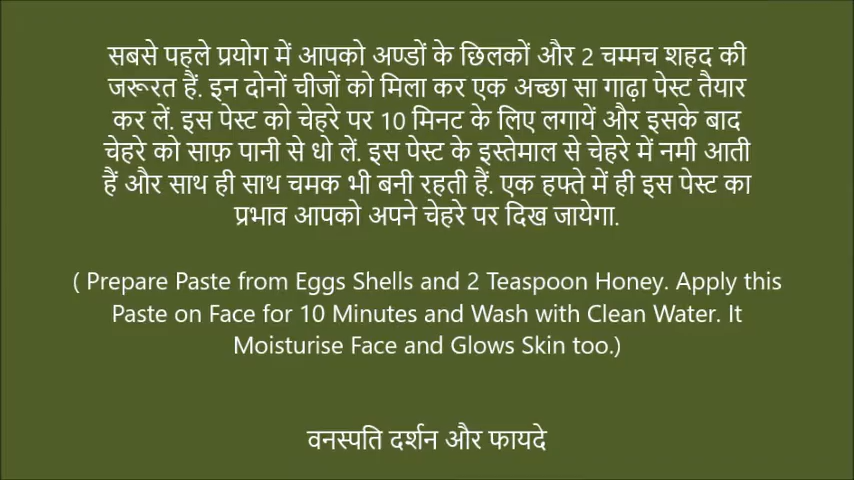 सबसे पहले प्रयोग में आपको अण्डों के छिलकों और 2 चम्मच शहद की
जरूरत हैं. इन दोनों चीजों को मिला कर एक अच्छा सा गाढ़ा पेस्ट तैयार
कर लें. इस पेस्ट को चेहरे पर 10 मिनट के लिए लगायें और इसके बाद
चेहरे को साफ़ पानी से धो लें. इस पेस्ट के इस्तेमाल से चेहरे में नमी आती
हैं और साथ ही साथ चमक भी बनी रहती हैं. एक हफ्ते में ही इस पेस्ट का
प्रभाव आपको अपने चेहरे पर दिख जायेगा.
( Prepare Paste from Eggs Shells and 2 Teaspoon Honey. Apply this
Paste on Face for 10 Minutes and Wash with Clean Water. It
Moisturise Face and Glows Skin too.)
वनस्पति दर्शन और फायदे